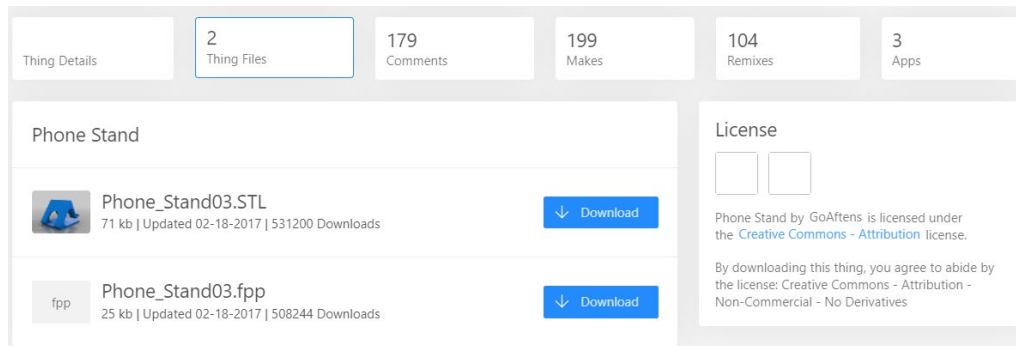 Thing Details
2
Thing Files
179
Comments
199
Makes
104
Remixes
3
Apps
Phone Stand
Phone_Stand03.STL
71 kb | Updated 02-18-2017 | 531200 Downloads
Download
fpp
Phone_Stand03.fpp
25 kb | Updated 02-18-2017 | 508244 Downloads
Download
License
Phone Stand by GoAftens is licensed under
the Creative Commons - Attribution license.
By downloading this thing, you agree to abide by
the license: Creative Commons - Attribution -
Non-Commercial - No Derivatives